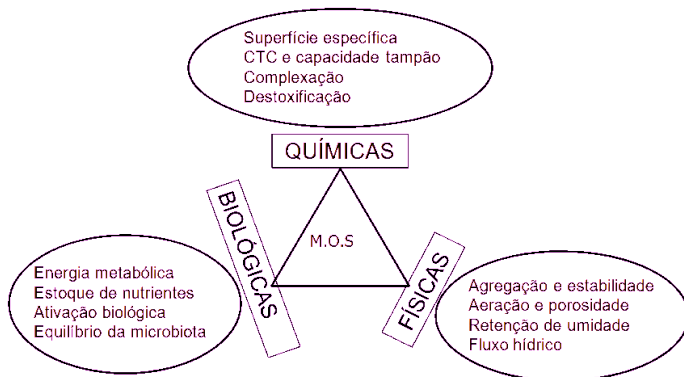 Superfície específica
CTC e capacidade tampão
Complexação
Destoxificação
QUÍMICAS
M.O.S
BIOLÓGICAS
Energia metabólica
Estoque de nutrientes
Ativação biológica
Equilíbrio da microbiota
FÍSICAS
Agregação e estabilidade
Aeração e porosidade
Retenção de umidade
Fluxo hídrico